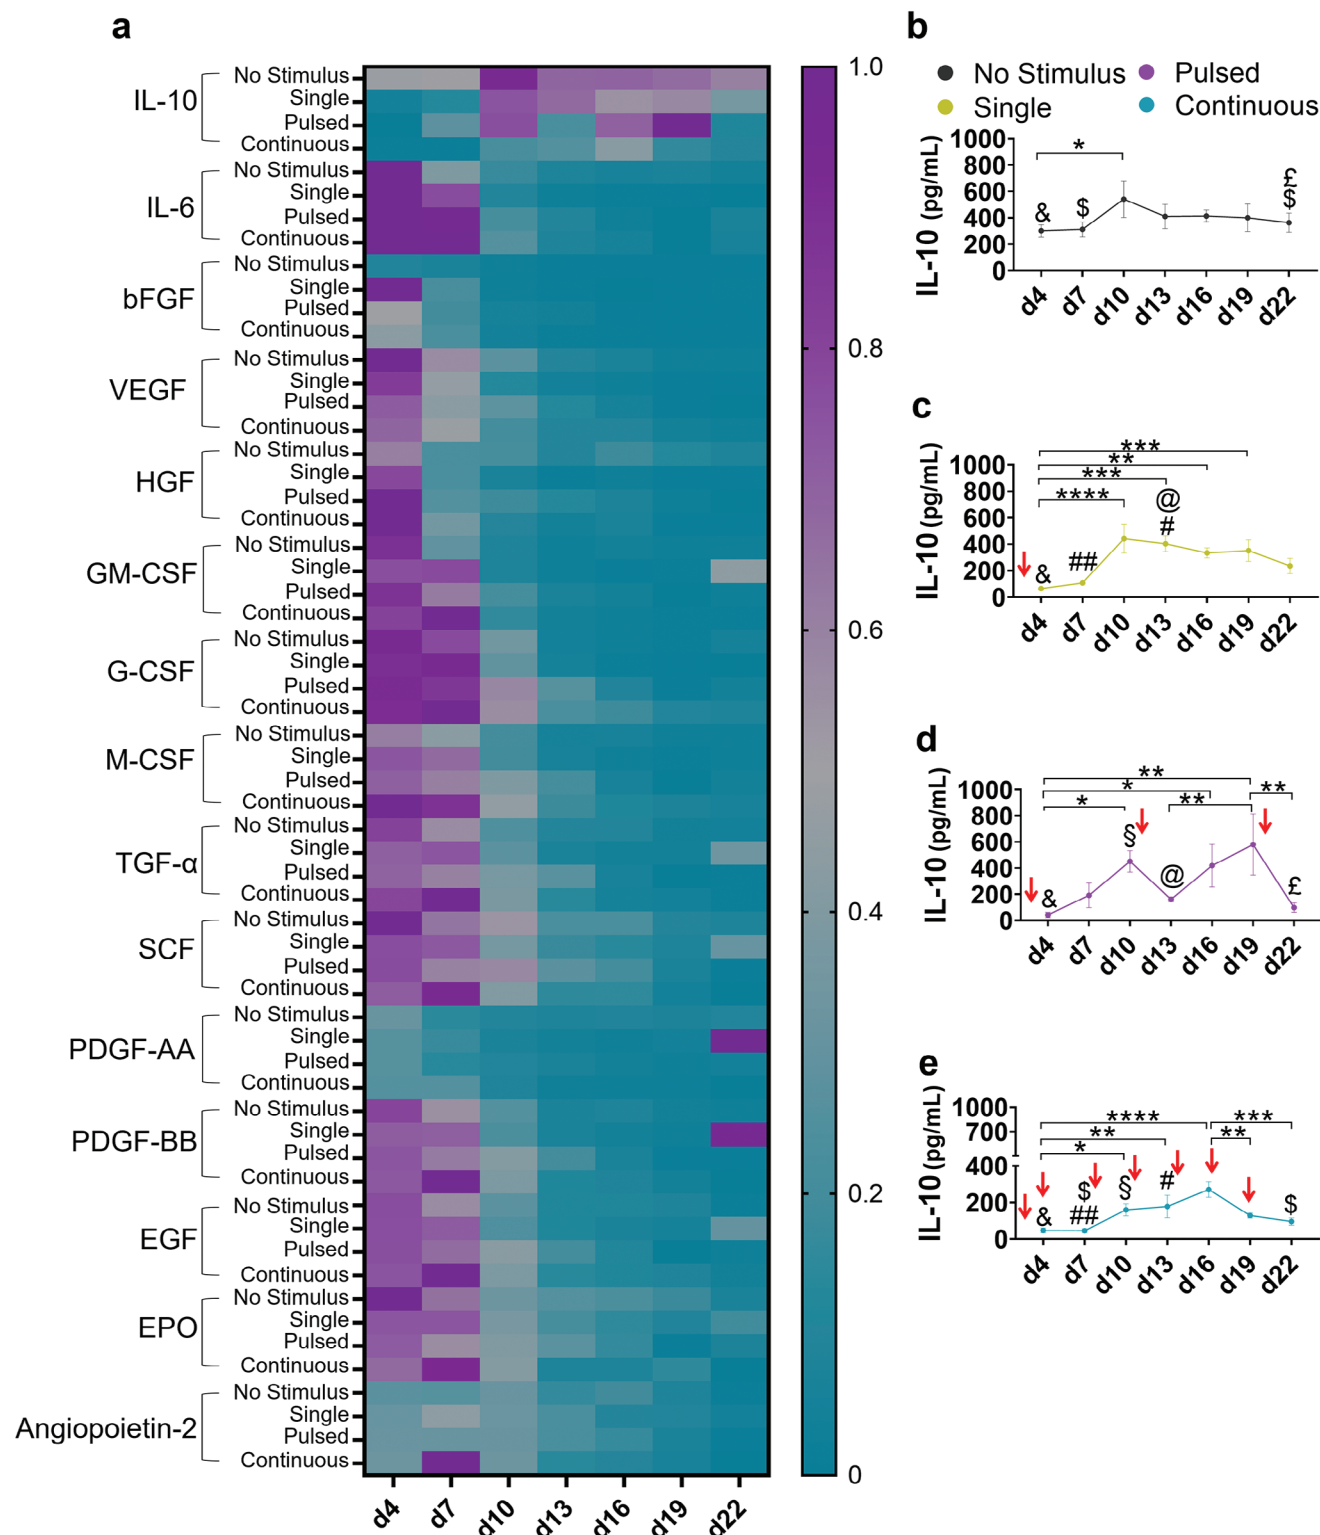 a
IL-10
No Stimulus
Single
Pulsed
Continuous
IL-6
No Stimulus
Single
Pulsed
Continuous
bFGF
No Stimulus
Single
Pulsed
Continuous
VEGF
No Stimulus
Single
Pulsed
Continuous
HGF
No Stimulus
Single
Pulsed
Continuous
GM-CSF
No Stimulus
Single
Pulsed
Continuous
G-CSF
No Stimulus
Single
Pulsed
Continuous
M-CSF
No Stimulus
Single
Pulsed
Continuous
TGF-α
No Stimulus
Single
Pulsed
Continuous
SCF
No Stimulus
Single
Pulsed
Continuous
PDGF-AA
No Stimulus
Single
Pulsed
Continuous
PDGF-BB
No Stimulus
Single
Pulsed
Continuous
EGF
No Stimulus
Single
Pulsed
Continuous
EPO
No Stimulus
Single
Pulsed
Continuous
Angiopoietin-2
No Stimulus
Single
Pulsed
Continuous
d4 d7 d10 d13 d16 d19 d22
1.0
0.8
0.6
0.4
0.2
0
b
No Stimulus Pulsed
Single Continuous
IL-10 (pg/mL)
1000
800
600
400
200
0
*
& $ £ $
d4 d7 d10 d13 d16 d19 d22
c
IL-10 (pg/mL)
1000
800
600
400
200
0
***
**
***
****
& ## @ #
d4 d7 d10 d13 d16 d19 d22
d
IL-10 (pg/mL)
1000
800
600
400
200
0
**
*
* ** **
& § @ £
d4 d7 d10 d13 d16 d19 d22
e
IL-10 (pg/mL)
1000
700
400
200
0
**** ***
** **
*
& $ ## § # $
d4 d7 d10 d13 d16 d19 d22